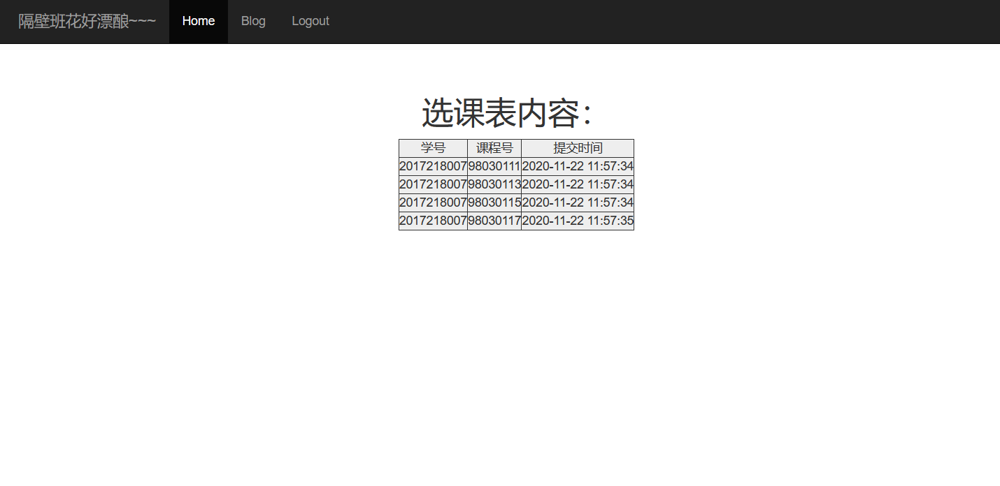 隔壁班花好漂酿~~~ Home Blog Logout
选课表内容：
学号 课程号 提交时间
2017218007 98030111 2020-11-22 11:57:34
2017218007 98030113 2020-11-22 11:57:34
2017218007 98030115 2020-11-22 11:57:34
2017218007 98030117 2020-11-22 11:57:35